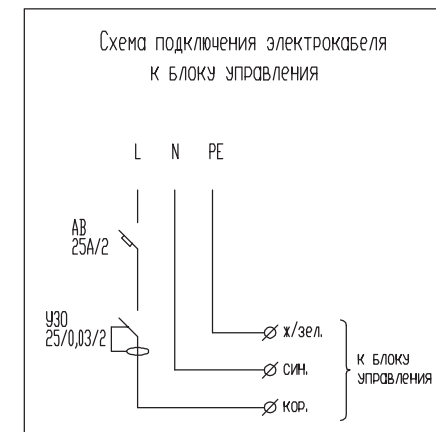 Схема подключения электрокабеля
к блоку управления
L N PE
АВ
25А/2
УЗО
25/0,03/2
ж/зел.
син.
кор.
к блоку
управления